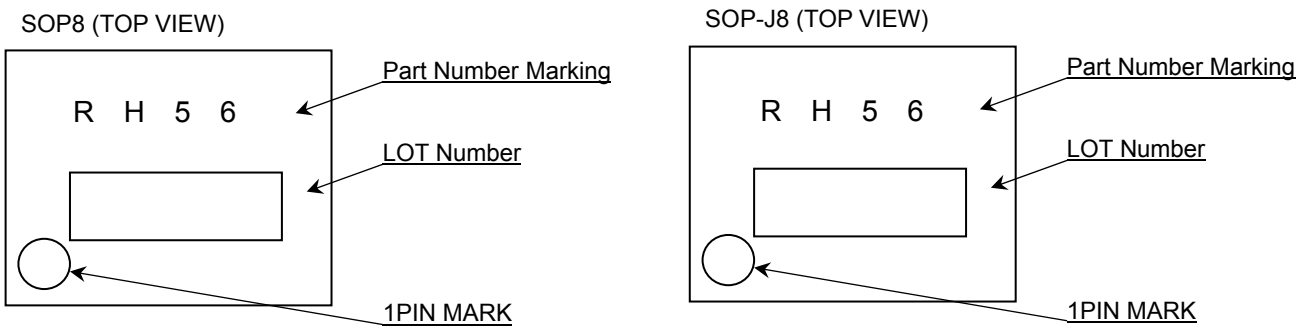 SOP8 (TOP VIEW)
Part Number Marking
R H 5 6
LOT Number
1PIN MARK
SOP-J8 (TOP VIEW)
Part Number Marking
R H 5 6
LOT Number
1PIN MARK